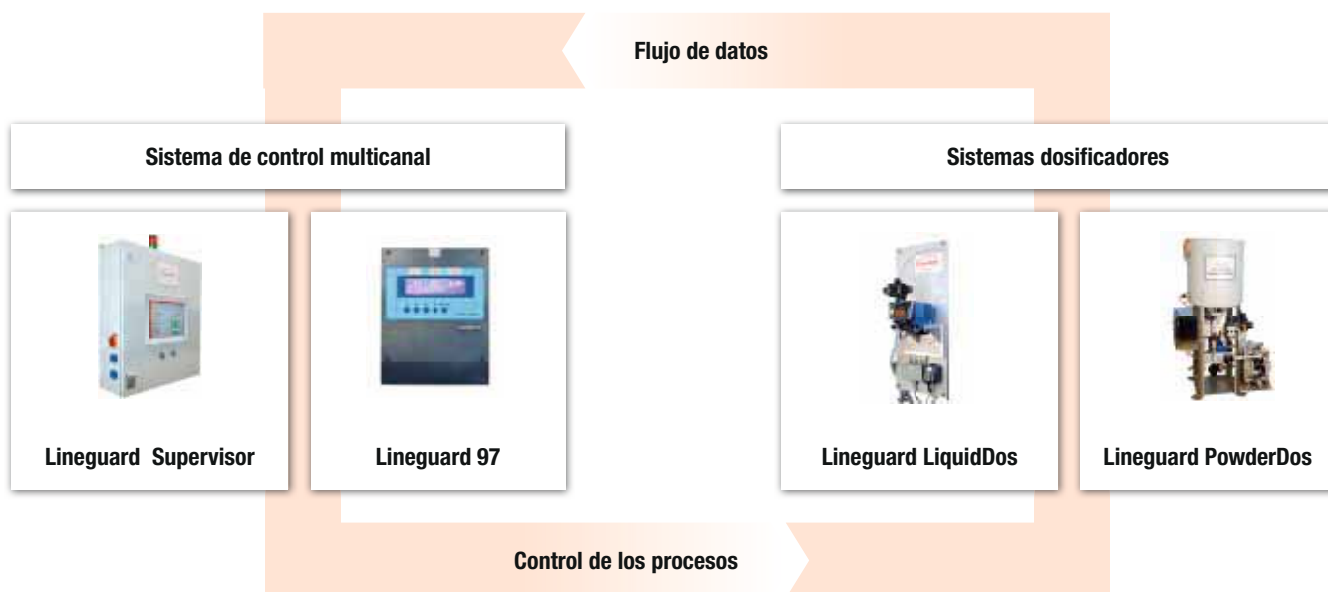 Flujo de datos
Sistema de control multicanal
Sistemas dosificadores
Lineguard Supervisor
Lineguard 97
Lineguard LiquidDos
Lineguard PowderDos
Control de los procesos